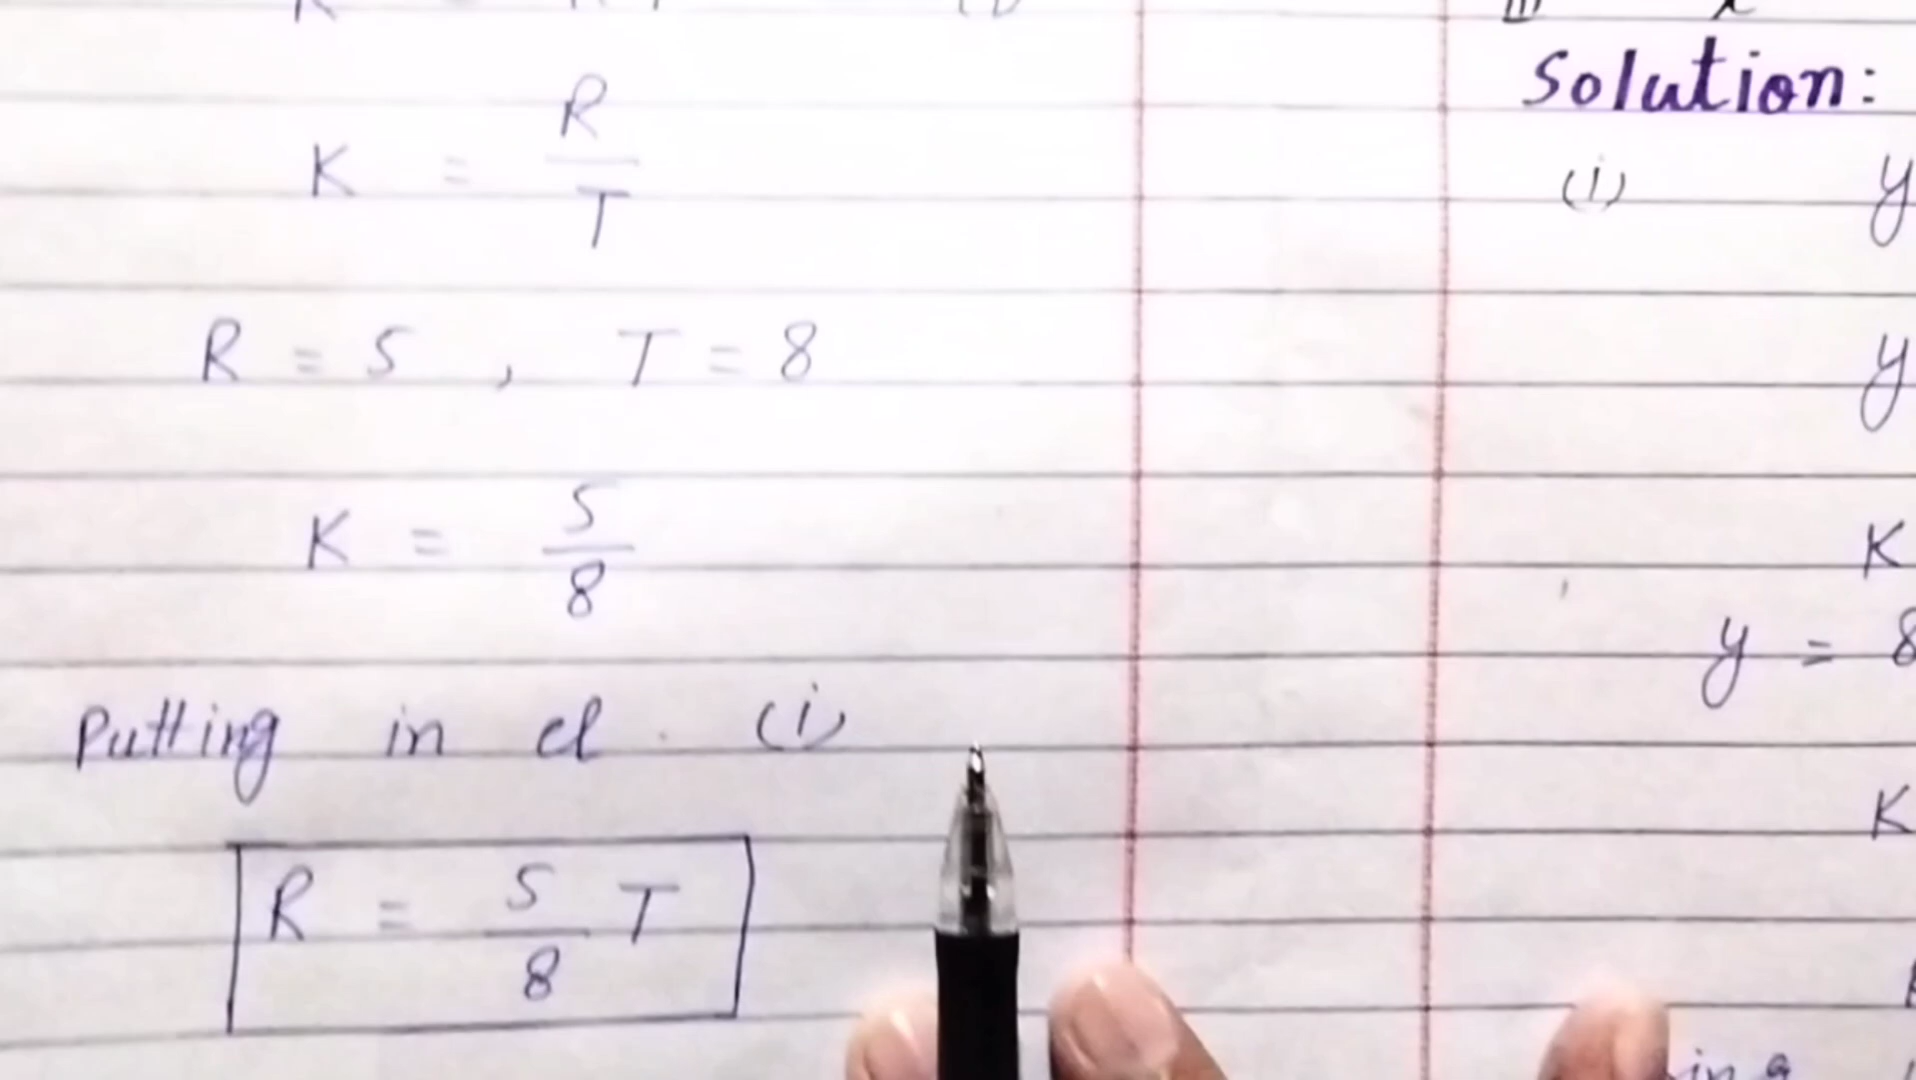 K = R/T
R = 5 , T = 8
K = 5/8
Putting in el. (i)
R = 5/8 T
Solution:
(i) y
y
K
y = 8
K